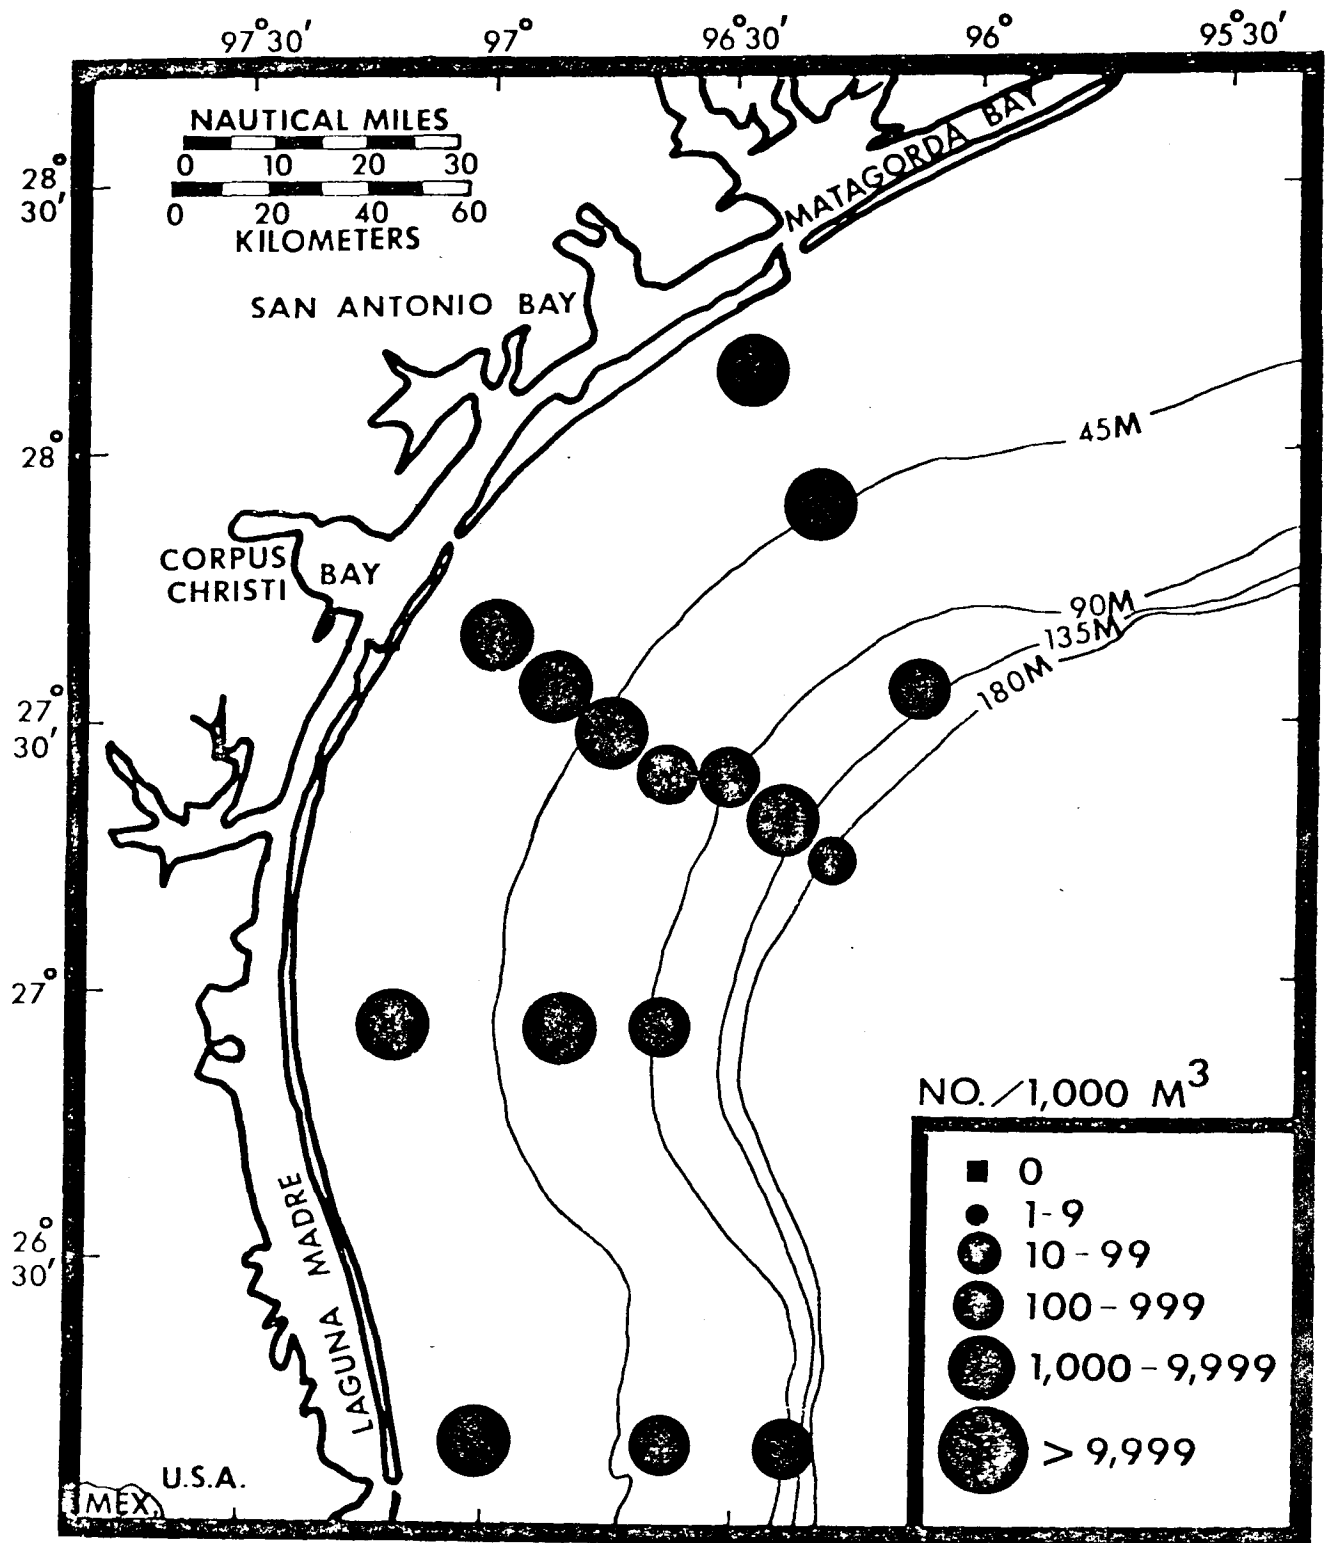 97°30′ 97° 96°30′ 96° 95°30′
NAUTICAL MILES
0 10 20 30
0 20 40 60
KILOMETERS
28°
30′
MATAGORDA BAY
SAN ANTONIO BAY
28°
45M
CORPUS
CHRISTI
BAY
90M
135M
180M
27°
30′
27°
NO./1,000 M³
0
1-9
10-99
100-999
1,000-9,999
> 9,999
26°
30′
LAGUNA MADRE
U.S.A.
MEX.